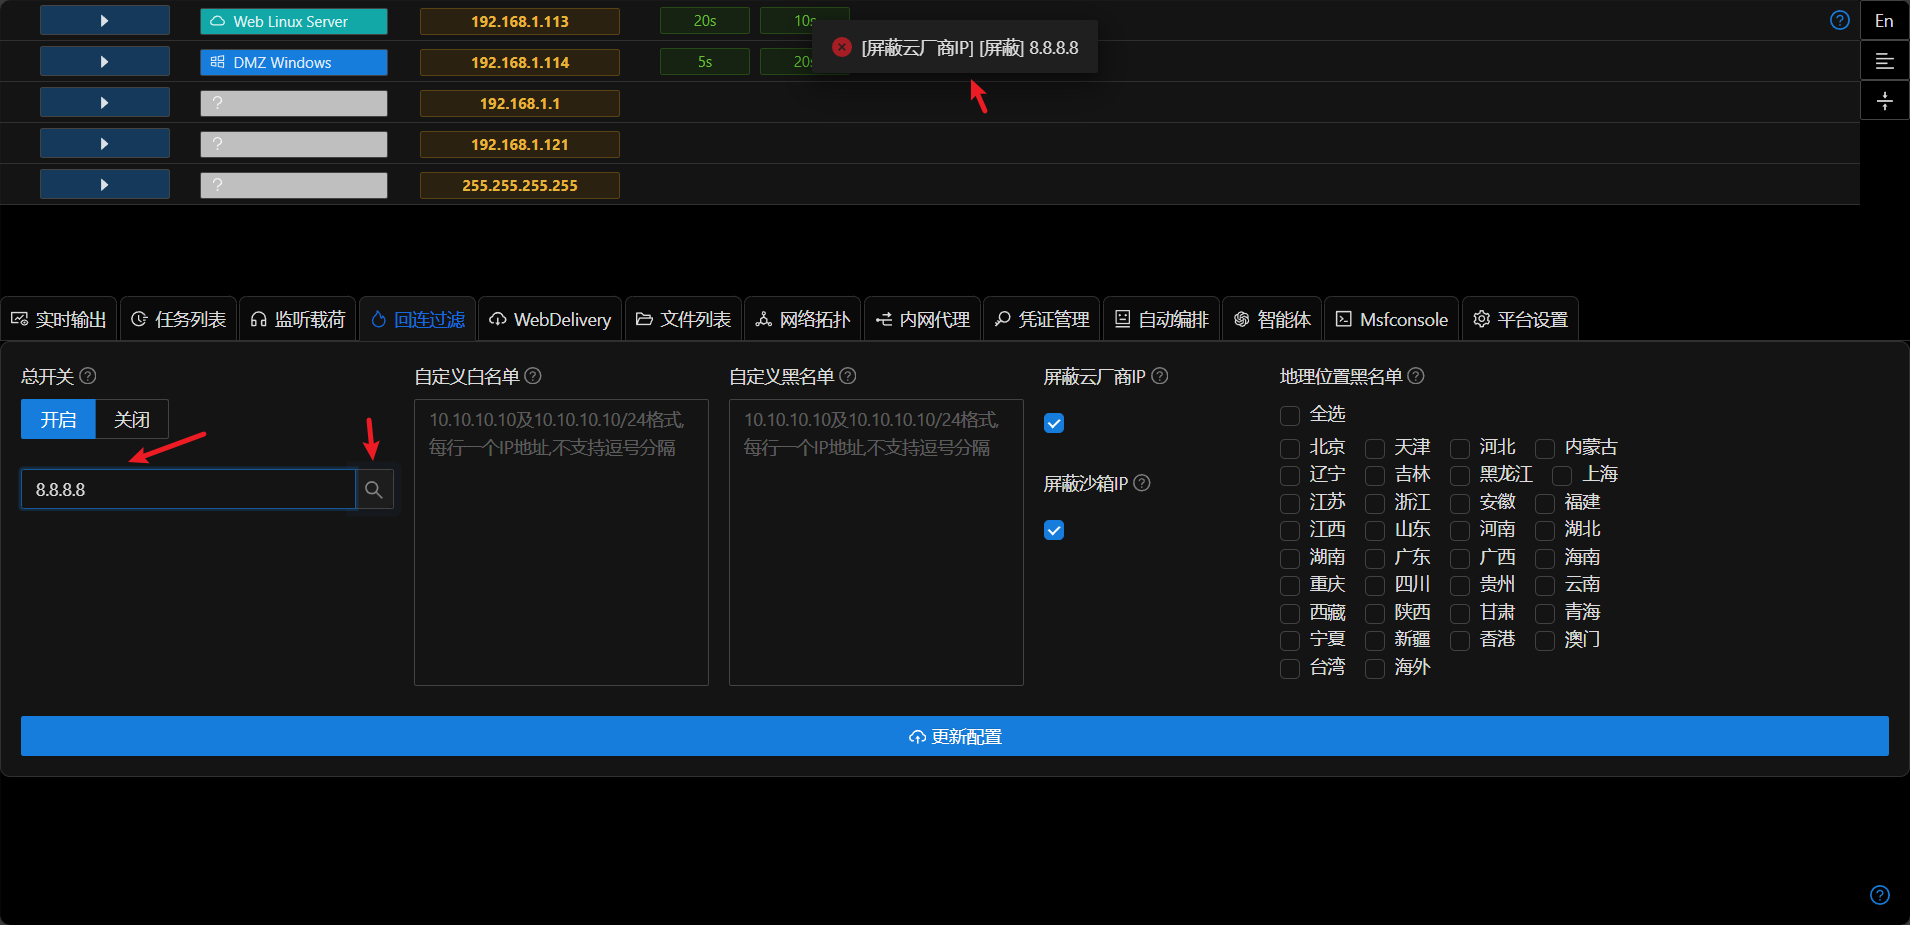 Web Linux Server 192.168.1.113 20s 10s En
[屏蔽云厂商IP] [屏蔽] 8.8.8.8
DMZ Windows 192.168.1.114 5s 20
? 192.168.1.1
? 192.168.1.121
? 255.255.255.255
实时输出 任务列表 监听载荷 回连过滤 WebDelivery 文件列表 网络拓扑 内网代理 凭证管理 自动编排 智能体 Msfconsole 平台设置
总开关 自定义白名单 自定义黑名单 屏蔽云厂商IP 地理位置黑名单
开启 关闭
8.8.8.8
10.10.10.10及10.10.10.10/24格式,
每行一个IP地址,不支持逗号分隔
10.10.10.10及10.10.10.10/24格式,
每行一个IP地址,不支持逗号分隔
屏蔽沙箱IP
全选
北京 天津 河北 内蒙古
辽宁 吉林 黑龙江 上海
江苏 浙江 安徽 福建
江西 山东 河南 湖北
湖南 广东 广西 海南
重庆 四川 贵州 云南
西藏 陕西 甘肃 青海
宁夏 新疆 香港 澳门
台湾 海外
更新配置